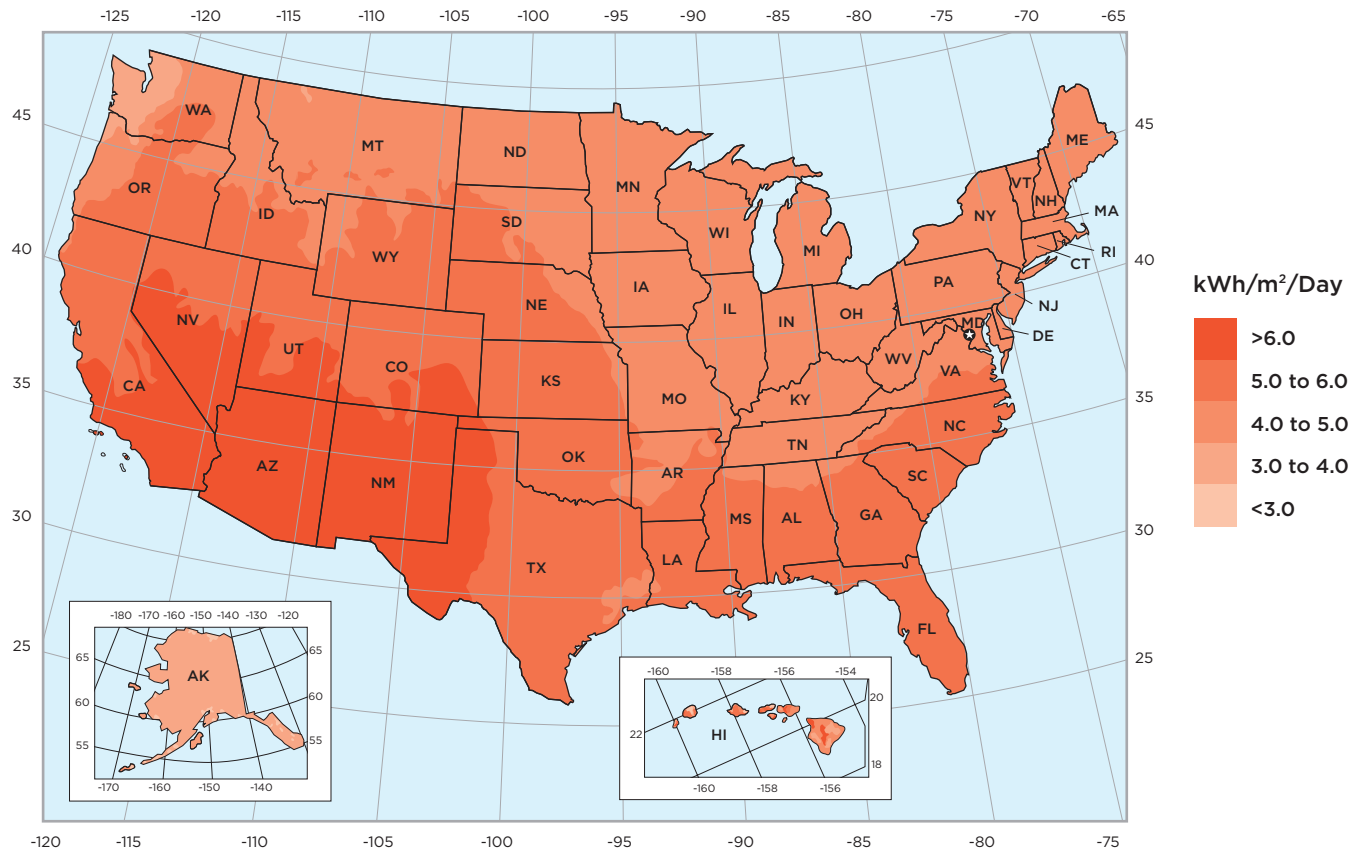 -125 -120 -115 -110 -105 -100 -95 -90 -85 -80 -75 -70 -65
45
40
35
30
25
45
40
35
30
25
-120 -115 -110 -105 -100 -95 -90 -85 -80 -75
WA
MT
ND
MN
ME
OR
ID
SD
WI
MI
VT
NH
NY
MA
RI
CT
WY
IA
PA
NJ
NE
IL
IN
OH
MD
DE
NV
UT
CO
KS
MO
WV
VA
CA
KY
NC
AZ
NM
OK
AR
TN
SC
TX
LA
MS
AL
GA
FL
kWh/m²/Day
>6.0
5.0 to 6.0
4.0 to 5.0
3.0 to 4.0
<3.0
-180 -170 -160 -150 -140 -130 -120
65
60
55
AK
65
60
55
-170 -160 -150 -140
-160 -158 -156 -154
20
22
HI
18
-160 -158 -156